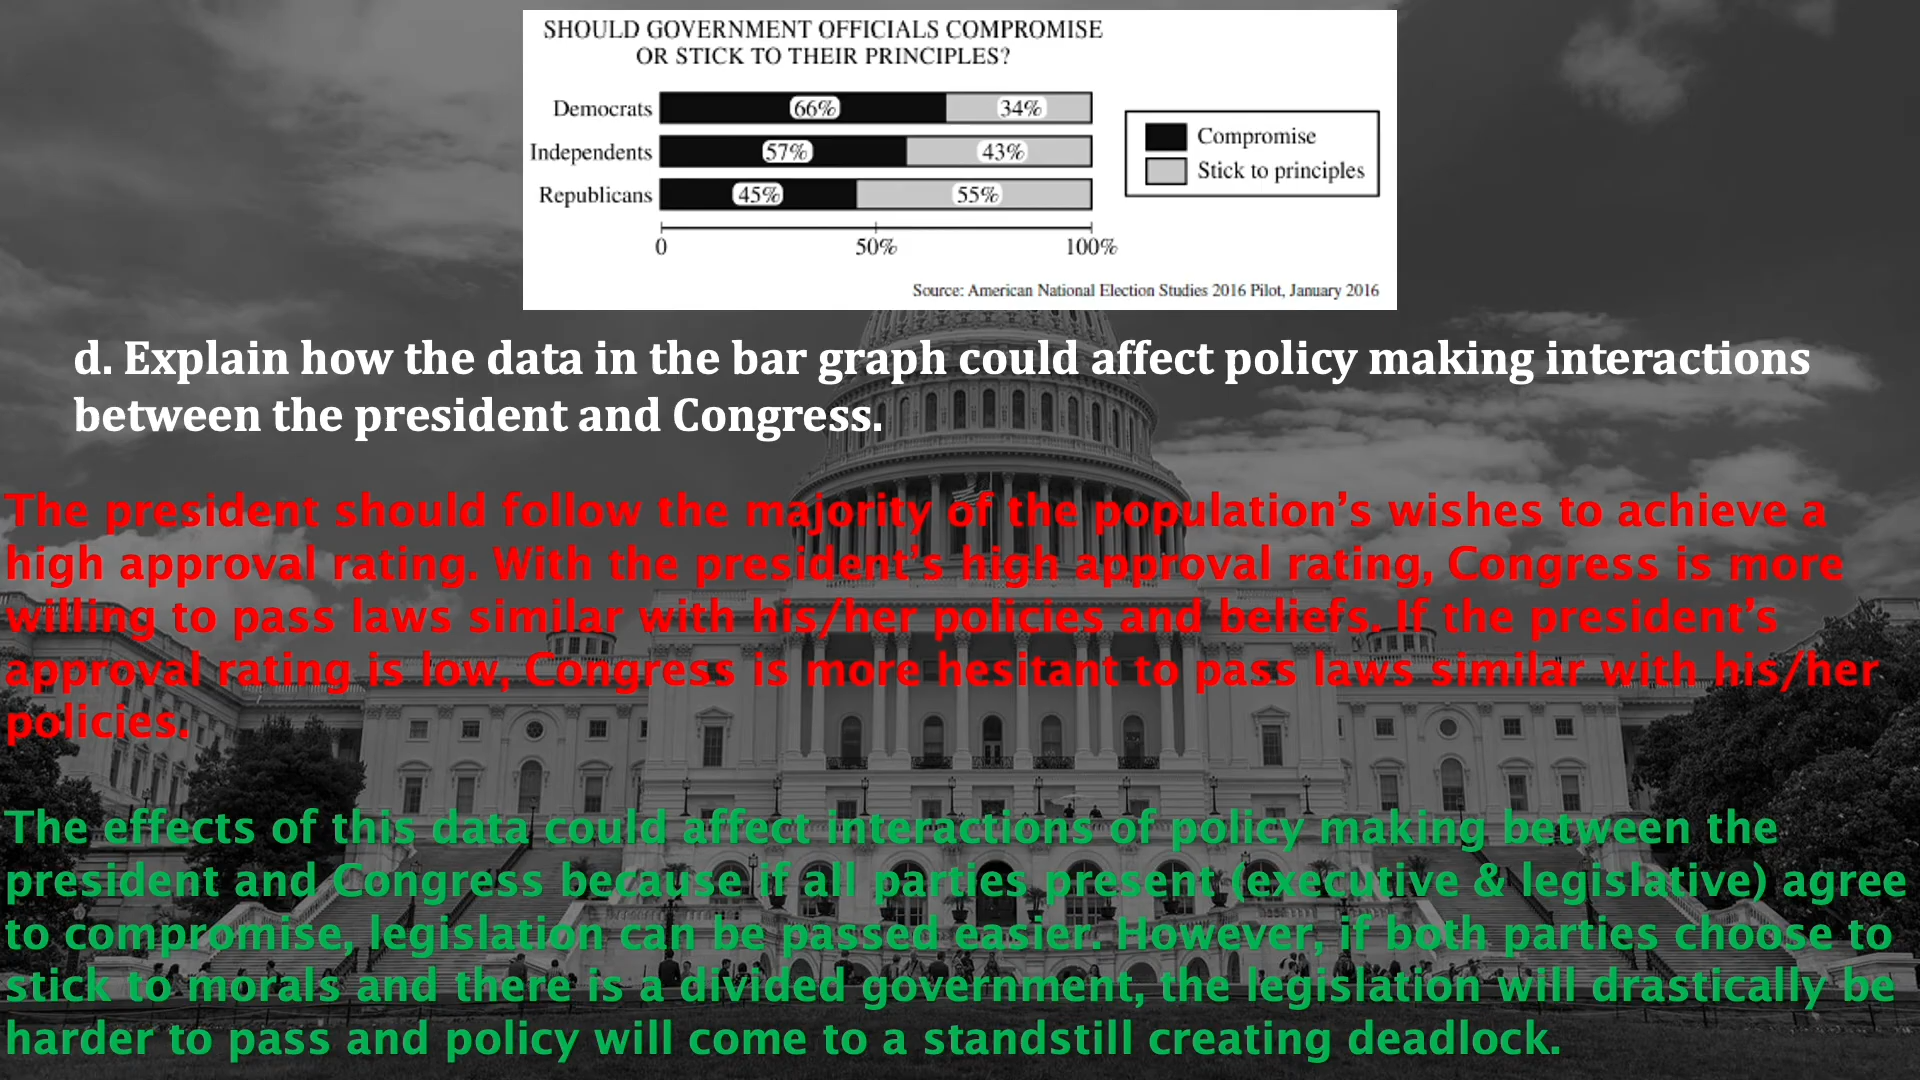 SHOULD GOVERNMENT OFFICIALS COMPROMISE
OR STICK TO THEIR PRINCIPLES?
Democrats 66% 34%
Independents 57% 43%
Republicans 45% 55%
0 50% 100%
Compromise
Stick to principles
Source: American National Election Studies 2016 Pilot, January 2016
d. Explain how the data in the bar graph could affect policy making interactions
between the president and Congress.
The president should follow the majority of the population’s wishes to achieve a
high approval rating. With the president’s high approval rating, Congress is more
willing to pass laws similar with his/her policies and beliefs. If the president’s
approval rating is low, Congress is more hesitant to pass laws similar with his/her
policies.
The effects of this data could affect interactions of policy making between the
president and Congress because if all parties present (executive & legislative) agree
to compromise, legislation can be passed easier. However, if both parties choose to
stick to morals and there is a divided government, the legislation will drastically be
harder to pass and policy will come to a standstill creating deadlock.